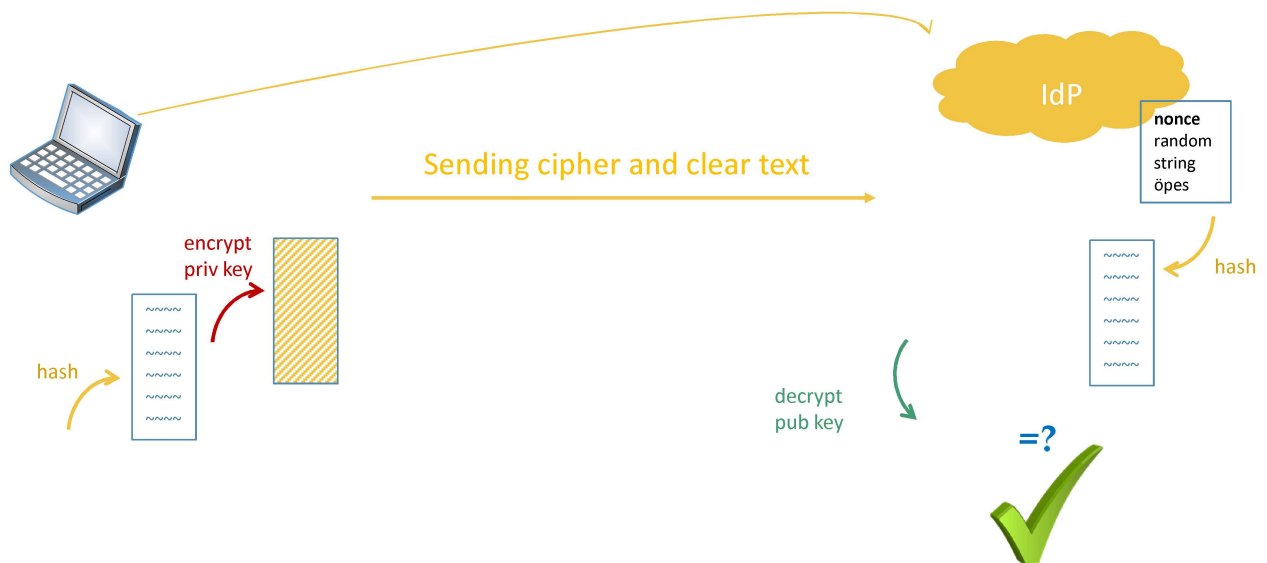 IdP
nonce
random
string
öpes
Sending cipher and clear text
encrypt
priv key
hash
~~~~
~~~~
~~~~
~~~~
~~~~
~~~~
hash
~~~~
~~~~
~~~~
~~~~
~~~~
~~~~
decrypt
pub key
=?